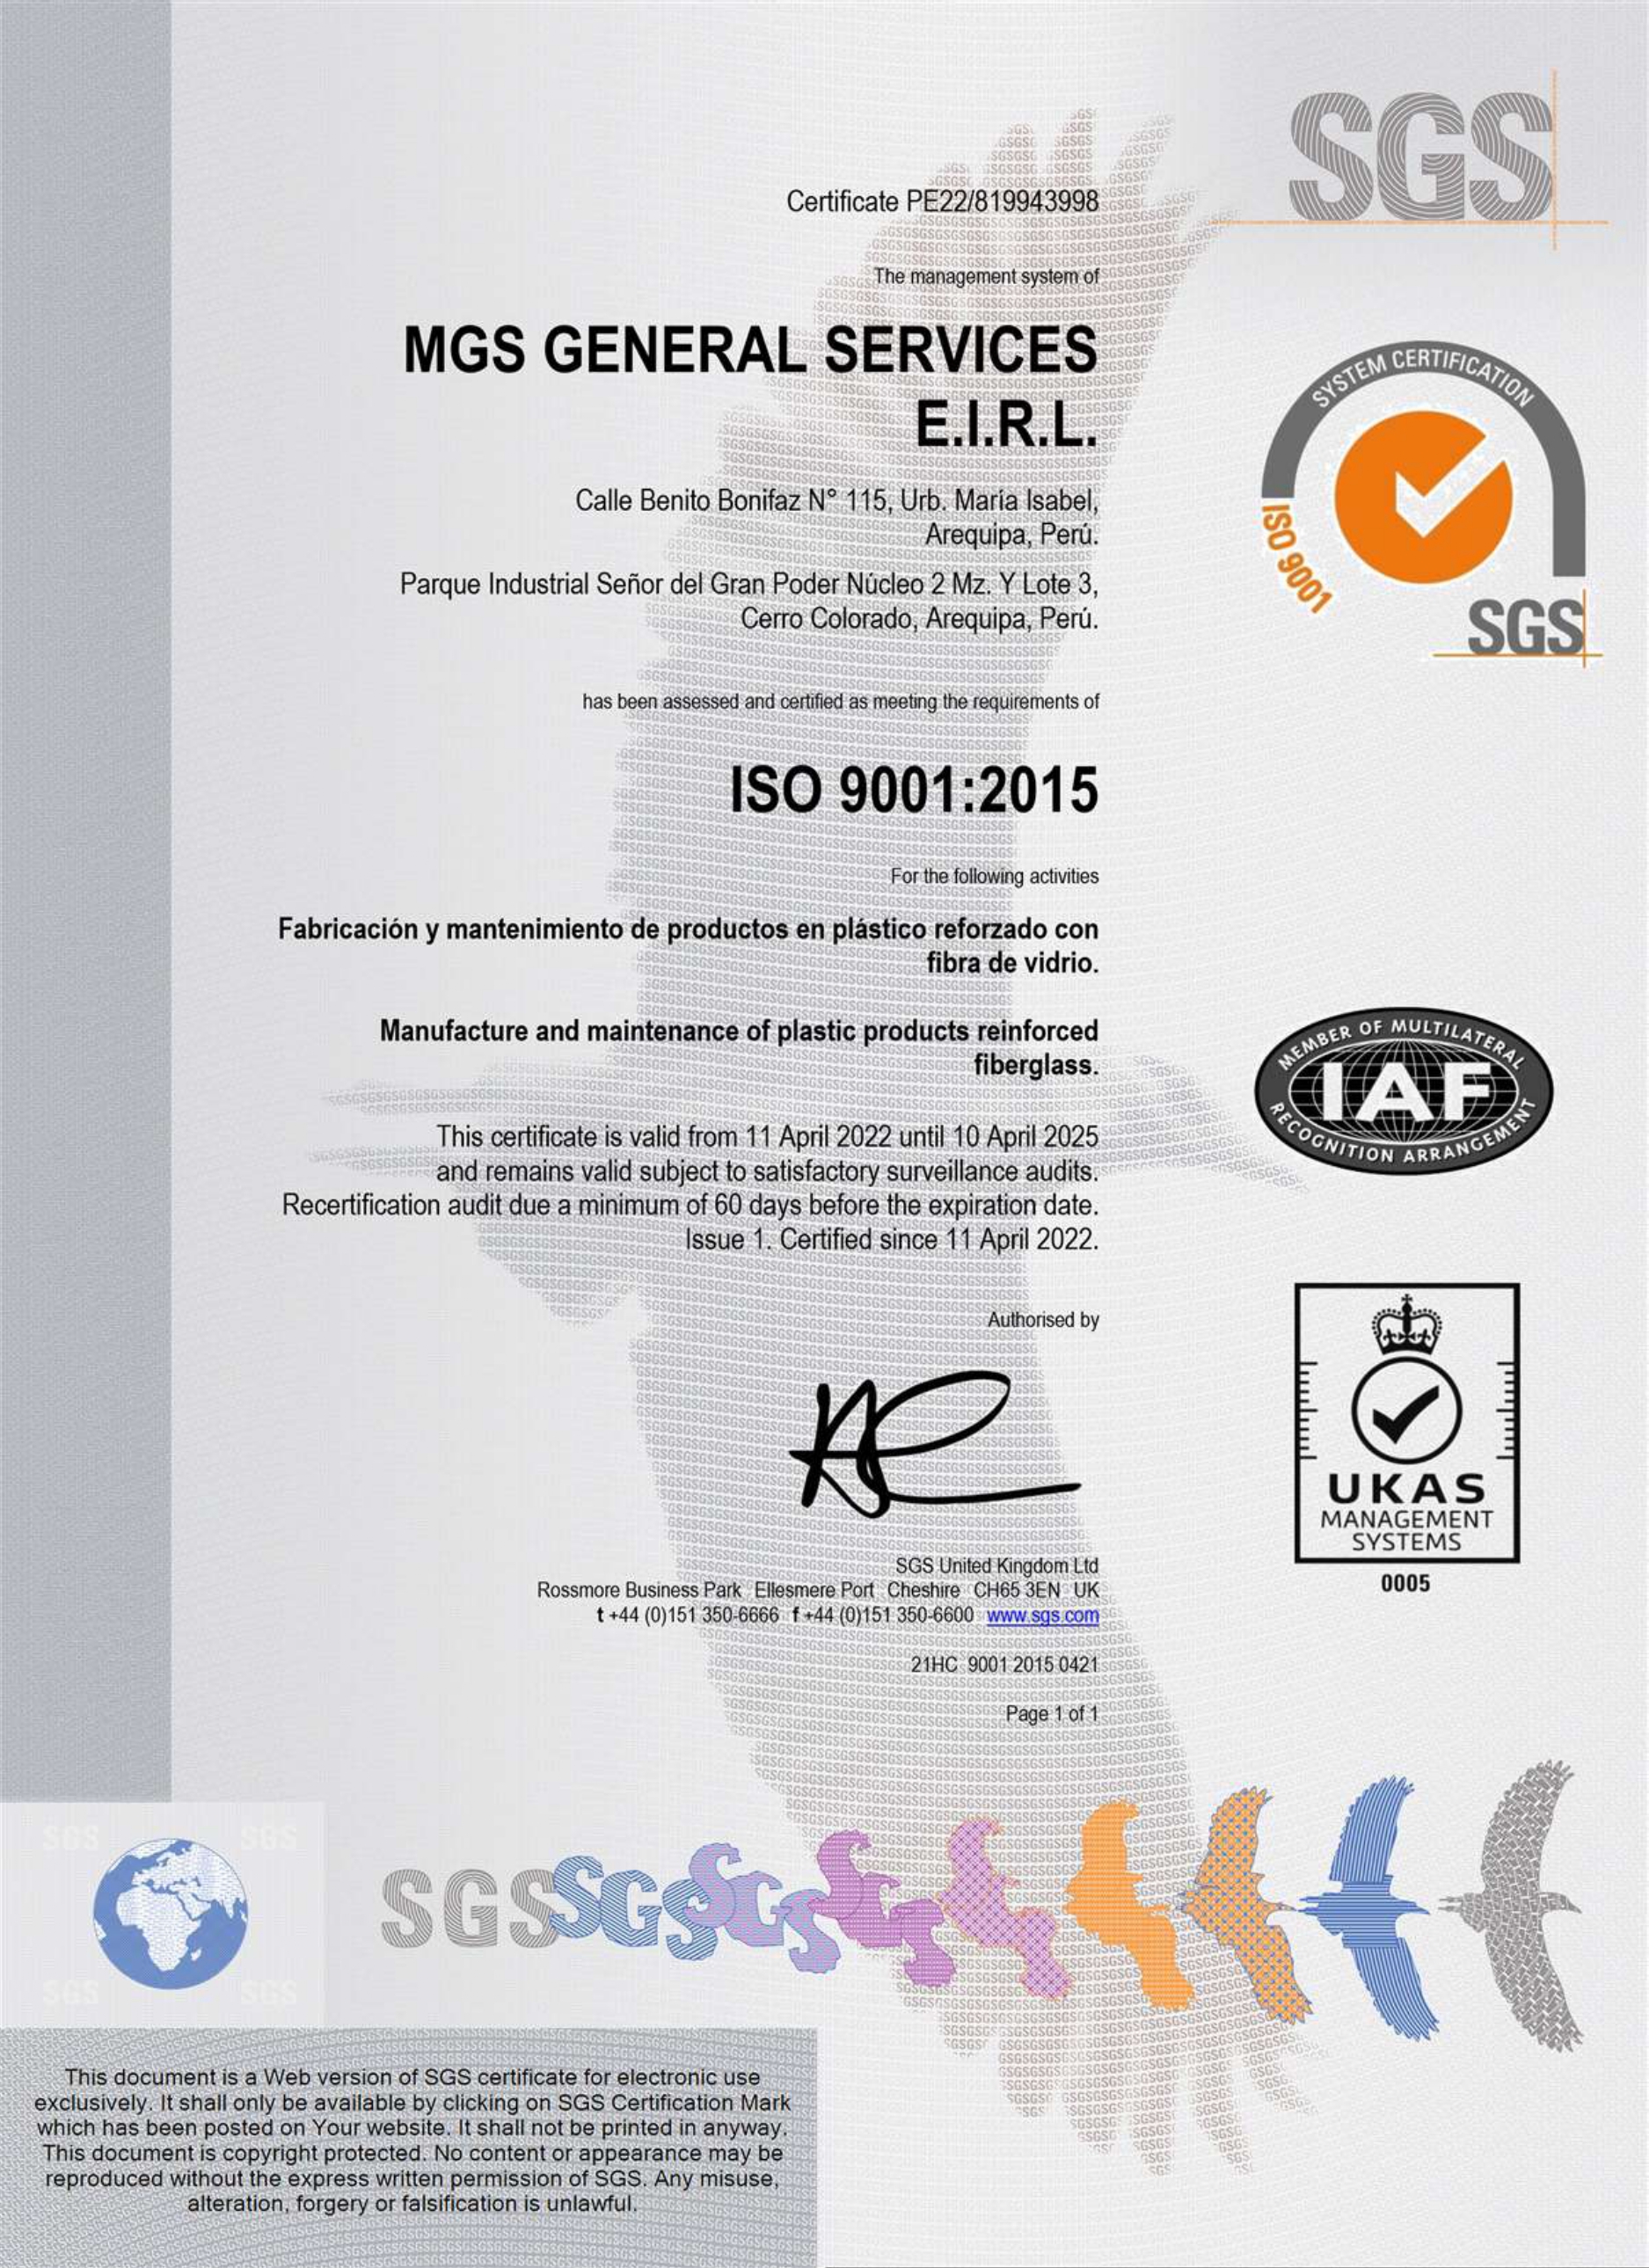 SGS
Certificate PE22/819943998
The management system of
MGS GENERAL SERVICES
E.I.R.L.
Calle Benito Bonifaz N° 115, Urb. María Isabel,
Arequipa, Perú.
Parque Industrial Señor del Gran Poder Núcleo 2 Mz. Y Lote 3,
Cerro Colorado, Arequipa, Perú.
SYSTEM CERTIFICATION
ISO 9001
SGS
has been assessed and certified as meeting the requirements of
ISO 9001:2015
For the following activities
Fabricación y mantenimiento de productos en plástico reforzado con
fibra de vidrio.
Manufacture and maintenance of plastic products reinforced
fiberglass.
MEMBER OF MULTILATERAL
IAF
RECOGNITION ARRANGEMENT
This certificate is valid from 11 April 2022 until 10 April 2025
and remains valid subject to satisfactory surveillance audits.
Recertification audit due a minimum of 60 days before the expiration date.
Issue 1. Certified since 11 April 2022.
Authorised by
UKAS
MANAGEMENT
SYSTEMS
0005
SGS United Kingdom Ltd
Rossmore Business Park Ellesmere Port Cheshire CH65 3EN UK
t +44 (0)151 350-6666 f +44 (0)151 350-6600 www.sgs.com
21HC 9001 2015 0421
Page 1 of 1
SGS SGS
SGS SGS
SGSSGSSGS
This document is a Web version of SGS certificate for electronic use
exclusively. It shall only be available by clicking on SGS Certification Mark
which has been posted on Your website. It shall not be printed in anyway.
This document is copyright protected. No content or appearance may be
reproduced without the express written permission of SGS. Any misuse,
alteration, forgery or falsification is unlawful.